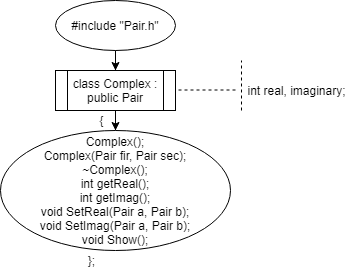 #include "Pair.h"
class Complex :
public Pair
int real, imaginary;
{
Complex();
Complex(Pair fir, Pair sec);
~Complex();
int getReal();
int getImag();
void SetReal(Pair a, Pair b);
void SetImag(Pair a, Pair b);
void Show();
};